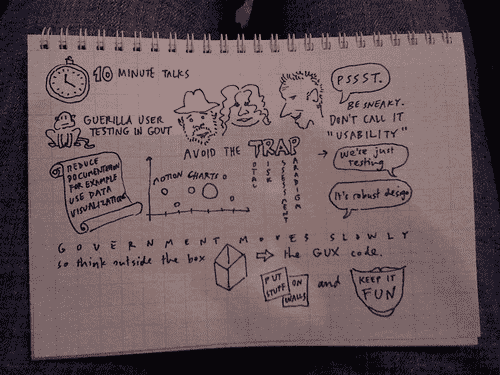 10 MINUTE TALKS
GUERILLA USER
TESTING IN GOVT
PSSST.
BE SNEAKY.
DON'T CALL IT
"USABILITY"
AVOID THE TRAP
TOTAL
RISK
ASSESSMENT
PARADIGM
We're just
testing
It's robust design
REDUCE
DOCUMENTATION
FOR EXAMPLE
USE DATA
VISUALIZATION
MOTION CHARTS
GOVERNMENT MOVES SLOWLY
so think outside the box
the GUX code.
PUT
STUFF
ON
WALLS
and
KEEP IT
FUN